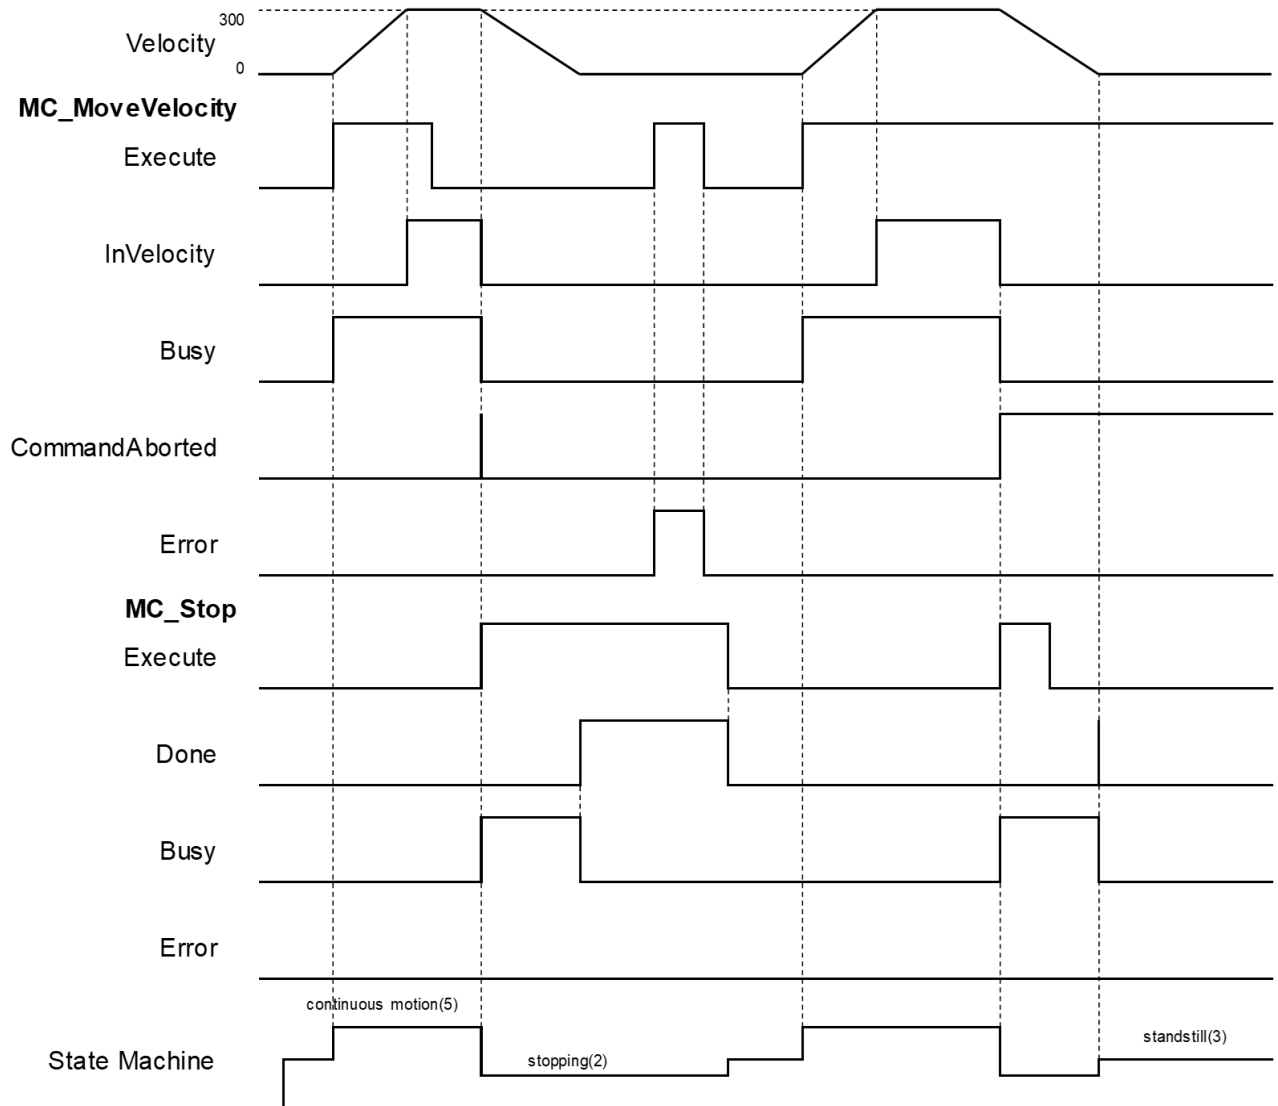 300
Velocity
0
MC_MoveVelocity
Execute
InVelocity
Busy
CommandAborted
Error
MC_Stop
Execute
Done
Busy
Error
continuous motion(5)
standstill(3)
State Machine
stopping(2)